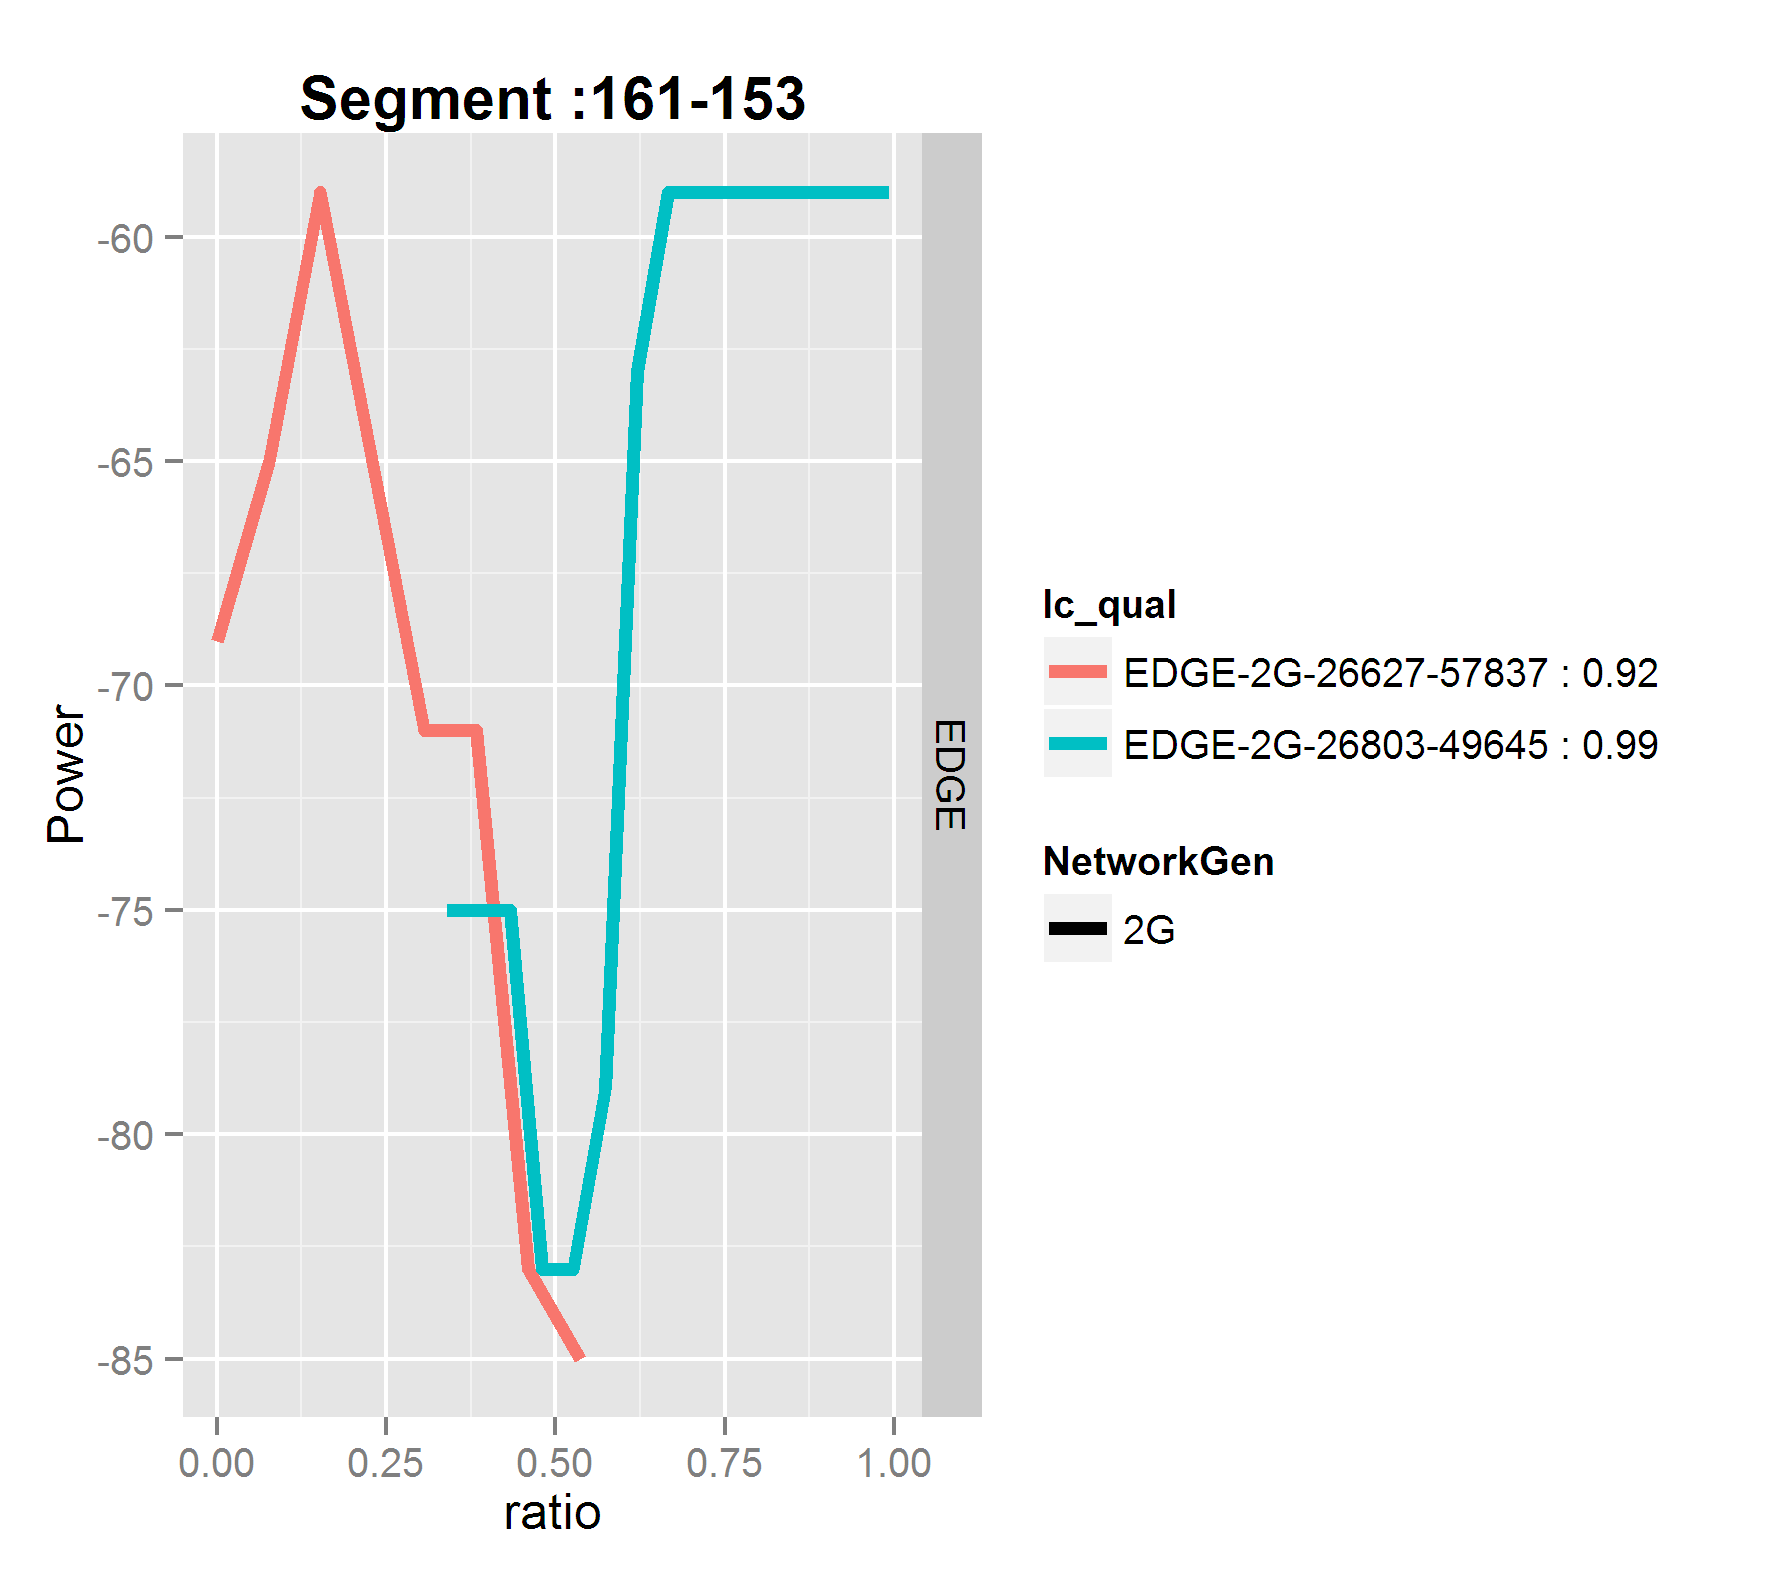 Segment :161-153
-60
-65
-70
-75
-80
-85
Power
0.00 0.25 0.50 0.75 1.00
ratio
EDGE
lc_qual
EDGE-2G-26627-57837 : 0.92
EDGE-2G-26803-49645 : 0.99
NetworkGen
2G